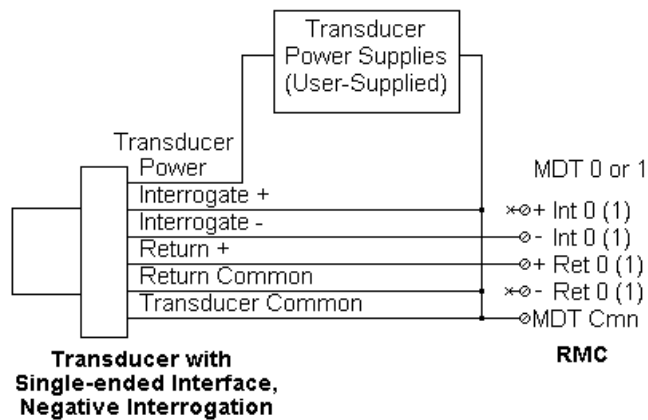 Transducer
Power Supplies
(User-Supplied)
Transducer
Power
MDT 0 or 1
Interrogate +
+ Int 0 (1)
Interrogate -
- Int 0 (1)
Return +
+ Ret 0 (1)
Return Common
- Ret 0 (1)
Transducer Common
MDT Cmn
Transducer with
Single-ended Interface,
Negative Interrogation
RMC